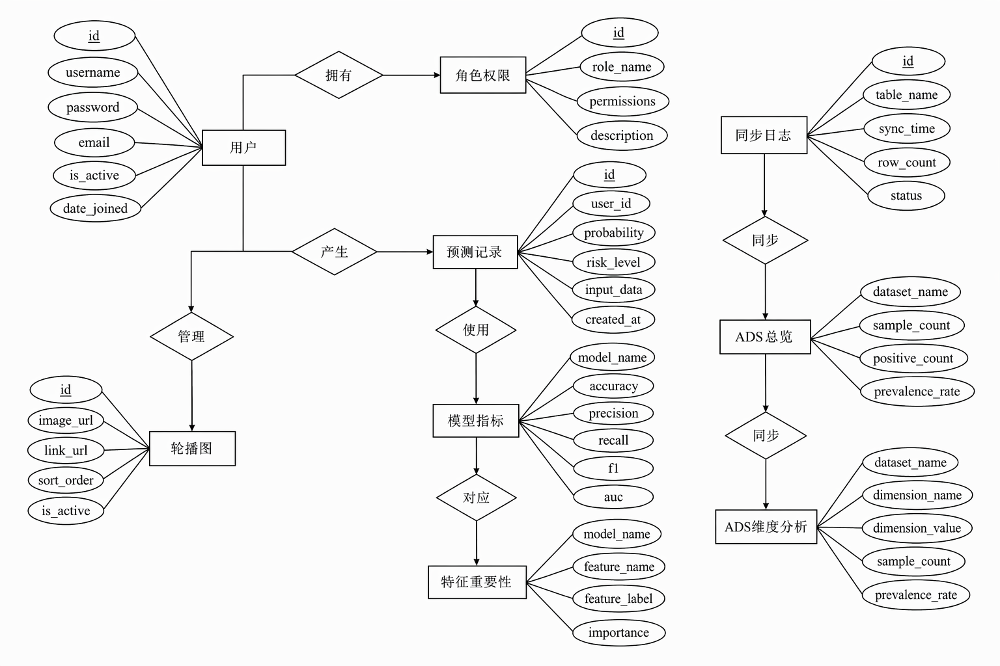 id
username
password
email
is_active
date_joined
用户
拥有
角色权限
id
role_name
permissions
description
产生
预测记录
id
user_id
probability
risk_level
input_data
created_at
管理
id
image_url
link_url
sort_order
is_active
轮播图
使用
模型指标
model_name
accuracy
precision
recall
f1
auc
对应
特征重要性
model_name
feature_name
feature_label
importance
同步日志
id
table_name
sync_time
row_count
status
同步
ADS总览
dataset_name
sample_count
positive_count
prevalence_rate
同步
ADS维度分析
dataset_name
dimension_name
dimension_value
sample_count
prevalence_rate